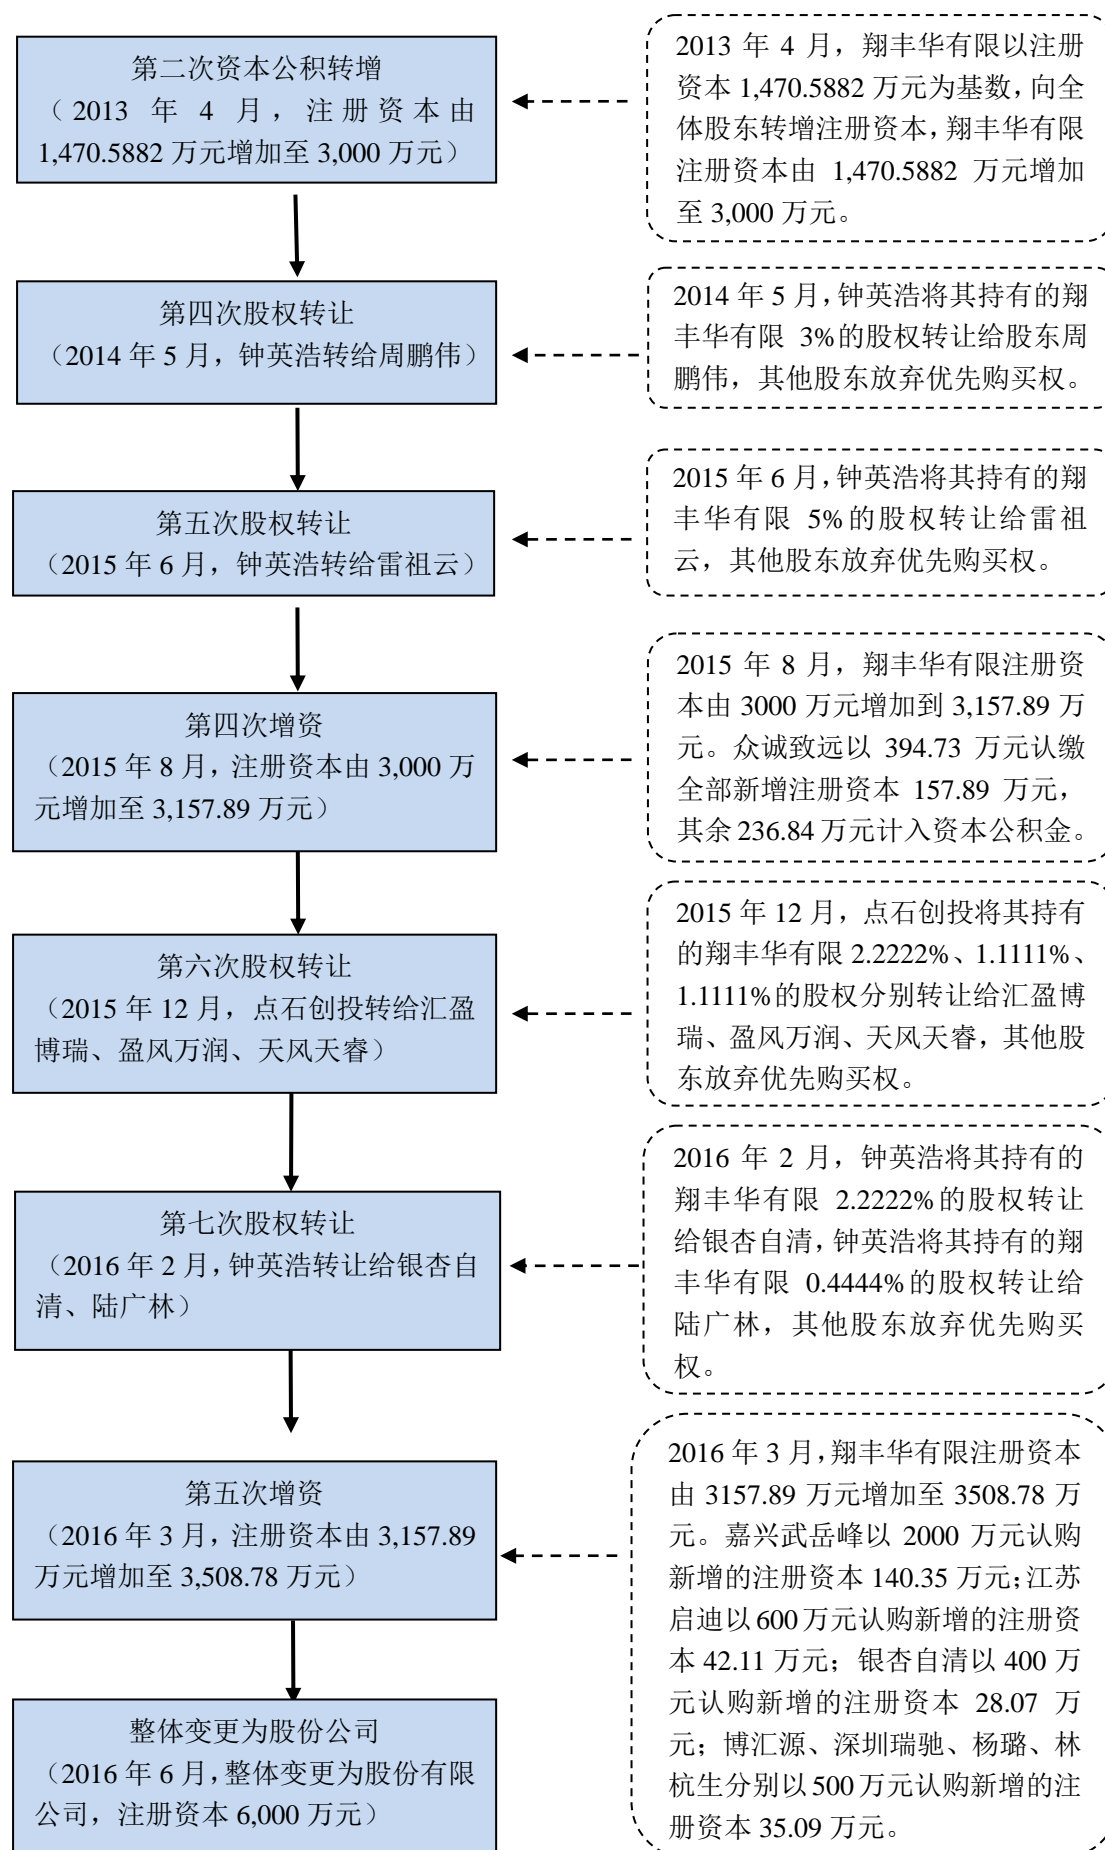 第二次资本公积转增
（2013 年 4 月，注册资本由
1,470.5882 万元增加至 3,000 万元）
2013 年 4 月，翔丰华有限以注册
资本 1,470.5882 万元为基数，向全
体股东转增注册资本，翔丰华有限
注册资本由 1,470.5882 万元增加
至 3,000 万元。
第四次股权转让
（2014 年 5 月，钟英浩转给周鹏伟）
2014 年 5 月，钟英浩将其持有的翔
丰华有限 3%的股权转让给股东周
鹏伟，其他股东放弃优先购买权。
第五次股权转让
（2015 年 6 月，钟英浩转给雷祖云）
2015 年 6 月，钟英浩将其持有的翔
丰华有限 5%的股权转让给雷祖
云，其他股东放弃优先购买权。
第四次增资
（2015 年 8 月，注册资本由 3,000 万
元增加至 3,157.89 万元）
2015 年 8 月，翔丰华有限注册资
本由 3000 万元增加到 3,157.89 万
元。众诚致远以 394.73 万元认缴
全部新增注册资本 157.89 万元，
其余 236.84 万元计入资本公积金。
第六次股权转让
（2015 年 12 月，点石创投转给汇盈
博瑞、盈风万润、天风天睿）
2015 年 12 月，点石创投将其持有
的翔丰华有限 2.2222%、1.1111%、
1.1111%的股权分别转让给汇盈博
瑞、盈风万润、天风天睿，其他股
东放弃优先购买权。
第七次股权转让
（2016 年 2 月，钟英浩转让给银杏自
清、陆广林）
2016 年 2 月，钟英浩将其持有的
翔丰华有限 2.2222%的股权转让
给银杏自清，钟英浩将其持有的翔
丰华有限 0.4444%的股权转让给
陆广林，其他股东放弃优先购买
权。
第五次增资
（2016 年 3 月，注册资本由 3,157.89
万元增加至 3,508.78 万元）
2016 年 3 月，翔丰华有限注册资本
由 3157.89 万元增加至 3508.78 万
元。嘉兴武岳峰以 2000 万元认购
新增的注册资本 140.35 万元；江苏
启迪以 600 万元认购新增的注册资
本 42.11 万元；银杏自清以 400 万
元认购新增的注册资本 28.07 万
元；博汇源、深圳瑞驰、杨璐、林
杭生分别以 500 万元认购新增的注
册资本 35.09 万元。
整体变更为股份公司
（2016 年 6 月，整体变更为股份有限
公司，注册资本 6,000 万元）